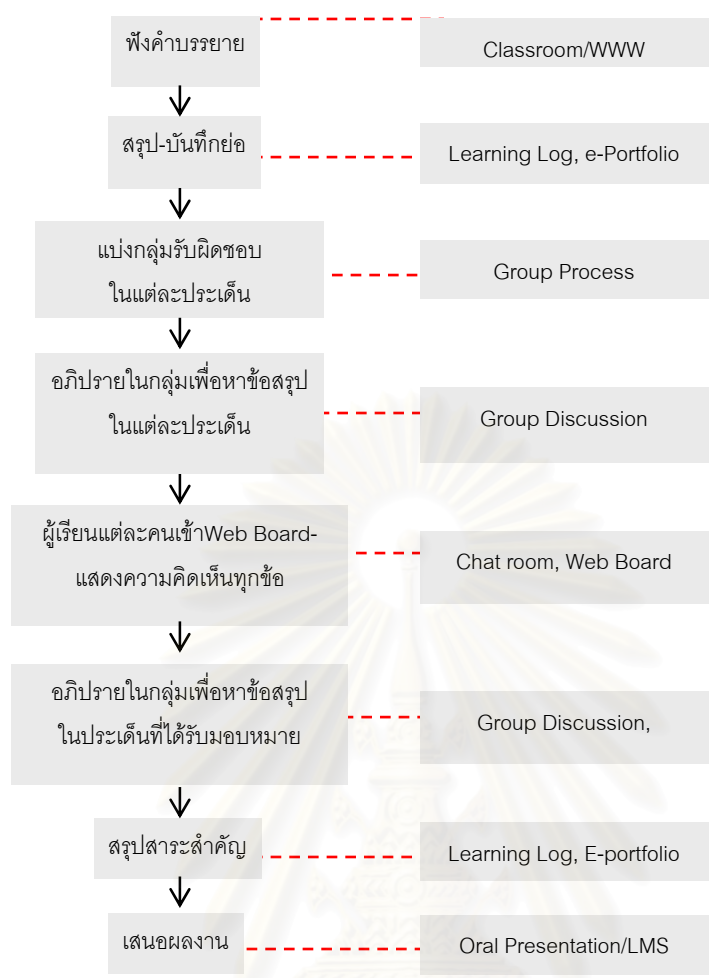 ฟังคำบรรยาย
Classroom/WWW
สรุป-บันทึกย่อ
Learning Log, e-Portfolio
แบ่งกลุ่มรับผิดชอบ
ในแต่ละประเด็น
Group Process
อภิปรายในกลุ่มเพื่อหาข้อสรุป
ในแต่ละประเด็น
Group Discussion
ผู้เรียนแต่ละคนเข้าWeb Board-
แสดงความคิดเห็นทุกข้อ
Chat room, Web Board
อภิปรายในกลุ่มเพื่อหาข้อสรุป
ในประเด็นที่ได้รับมอบหมาย
Group Discussion,
สรุปสาระสำคัญ
Learning Log, E-portfolio
เสนอผลงาน
Oral Presentation/LMS